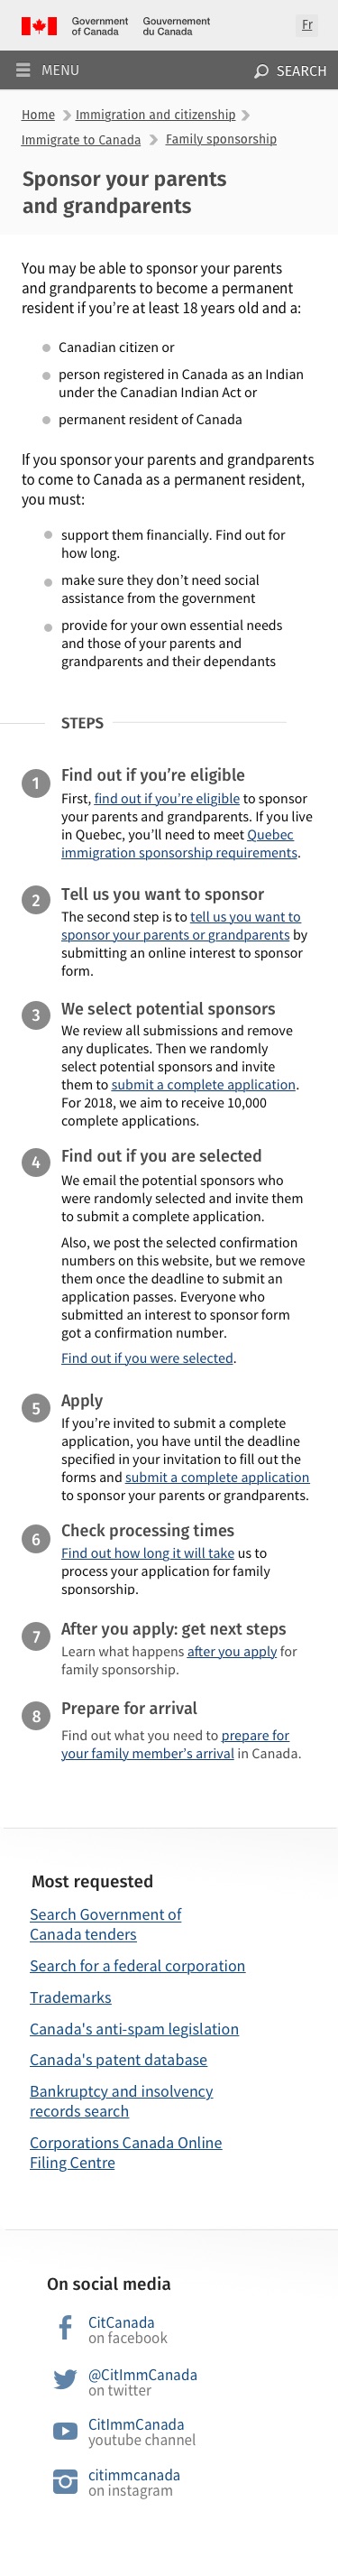 Government of Canada
Gouvernement du Canada
Fr
MENU
SEARCH
Home
Immigration and citizenship
Immigrate to Canada
Family sponsorship
Sponsor your parents
and grandparents
You may be able to sponsor your parents
and grandparents to become a permanent
resident if you’re at least 18 years old and a:
Canadian citizen or
person registered in Canada as an Indian
under the Canadian Indian Act or
permanent resident of Canada
If you sponsor your parents and grandparents
to come to Canada as a permanent resident,
you must:
support them financially. Find out for
how long.
make sure they don’t need social
assistance from the government
provide for your own essential needs
and those of your parents and
grandparents and their dependants
STEPS
1
Find out if you’re eligible
First, find out if you’re eligible to sponsor
your parents and grandparents. If you live
in Quebec, you’ll need to meet Quebec
immigration sponsorship requirements.
2
Tell us you want to sponsor
The second step is to tell us you want to
sponsor your parents or grandparents by
submitting an online interest to sponsor
form.
3
We select potential sponsors
We review all submissions and remove
any duplicates. Then we randomly
select potential sponsors and invite
them to submit a complete application.
For 2018, we aim to receive 10,000
complete applications.
4
Find out if you are selected
We email the potential sponsors who
were randomly selected and invite them
to submit a complete application.
Also, we post the selected confirmation
numbers on this website, but we remove
them once the deadline to submit an
application passes. Everyone who
submitted an interest to sponsor form
got a confirmation number.
Find out if you were selected.
5
Apply
If you’re invited to submit a complete
application, you have until the deadline
specified in your invitation to fill out the
forms and submit a complete application
to sponsor your parents or grandparents.
6
Check processing times
Find out how long it will take us to
process your application for family
sponsorship.
7
After you apply: get next steps
Learn what happens after you apply for
family sponsorship.
8
Prepare for arrival
Find out what you need to prepare for
your family member’s arrival in Canada.
Most requested
Search Government of
Canada tenders
Search for a federal corporation
Trademarks
Canada's anti-spam legislation
Canada's patent database
Bankruptcy and insolvency
records search
Corporations Canada Online
Filing Centre
On social media
CitCanada
on facebook
@CitImmCanada
on twitter
CitImmCanada
youtube channel
citimmcanada
on instagram